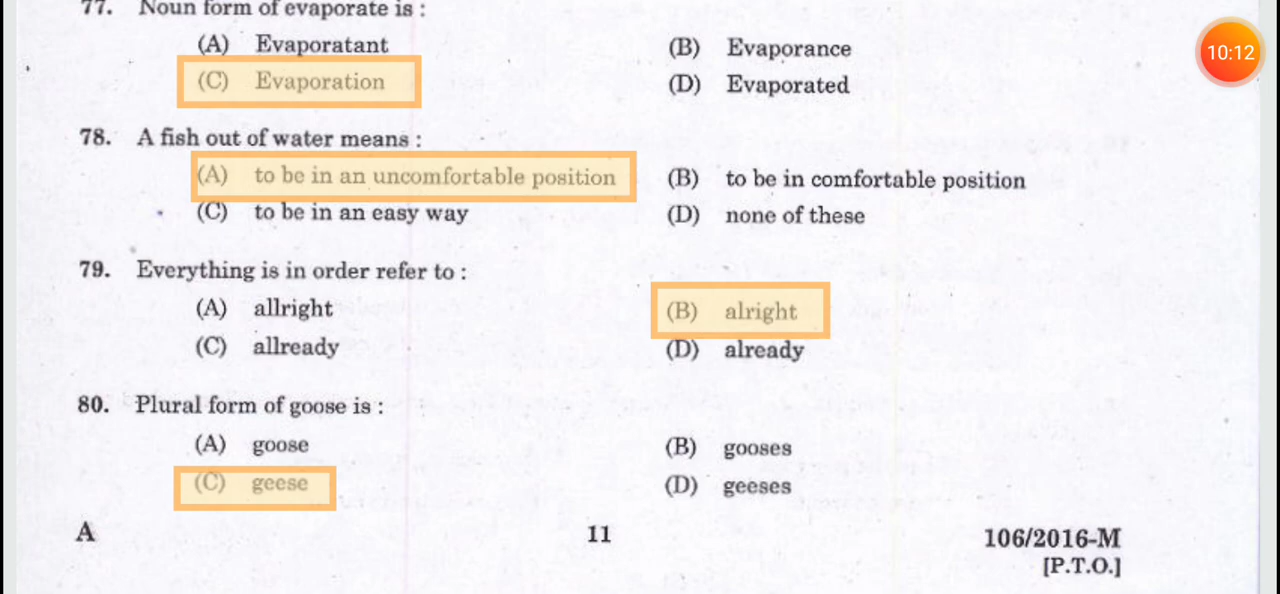 77. Noun form of evaporate is :
(A) Evaporatant (B) Evaporance
(C) Evaporation (D) Evaporated
78. A fish out of water means :
(A) to be in an uncomfortable position (B) to be in comfortable position
(C) to be in an easy way (D) none of these
79. Everything is in order refer to :
(A) allright (B) alright
(C) allready (D) already
80. Plural form of goose is :
(A) goose (B) gooses
(C) geese (D) geeses
A 11 106/2016-M
[P.T.O.]
10:12